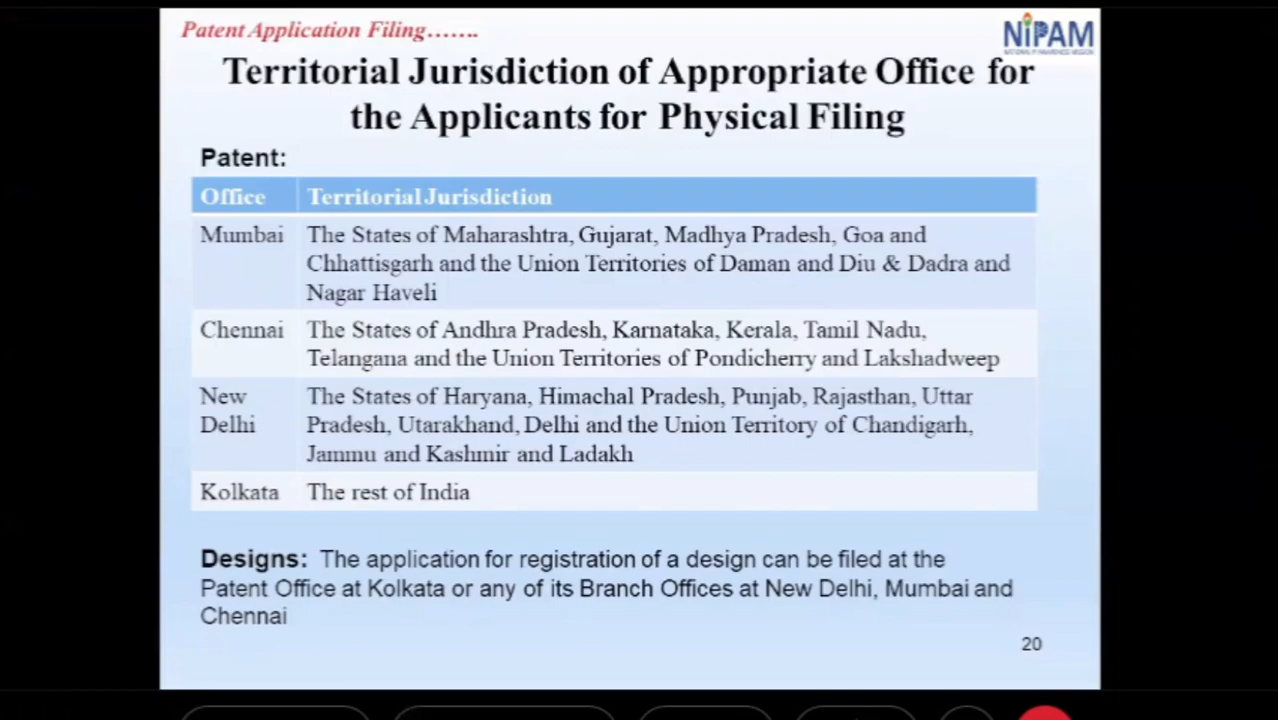 Patent Application Filing.......
NIPAM
Territorial Jurisdiction of Appropriate Office for
the Applicants for Physical Filing
Patent:
Office Territorial Jurisdiction
Mumbai The States of Maharashtra, Gujarat, Madhya Pradesh, Goa and
Chhattisgarh and the Union Territories of Daman and Diu & Dadra and
Nagar Haveli
Chennai The States of Andhra Pradesh, Karnataka, Kerala, Tamil Nadu,
Telangana and the Union Territories of Pondicherry and Lakshadweep
New The States of Haryana, Himachal Pradesh, Punjab, Rajasthan, Uttar
Delhi Pradesh, Utarakhand, Delhi and the Union Territory of Chandigarh,
Jammu and Kashmir and Ladakh
Kolkata The rest of India
Designs: The application for registration of a design can be filed at the
Patent Office at Kolkata or any of its Branch Offices at New Delhi, Mumbai and
Chennai
20